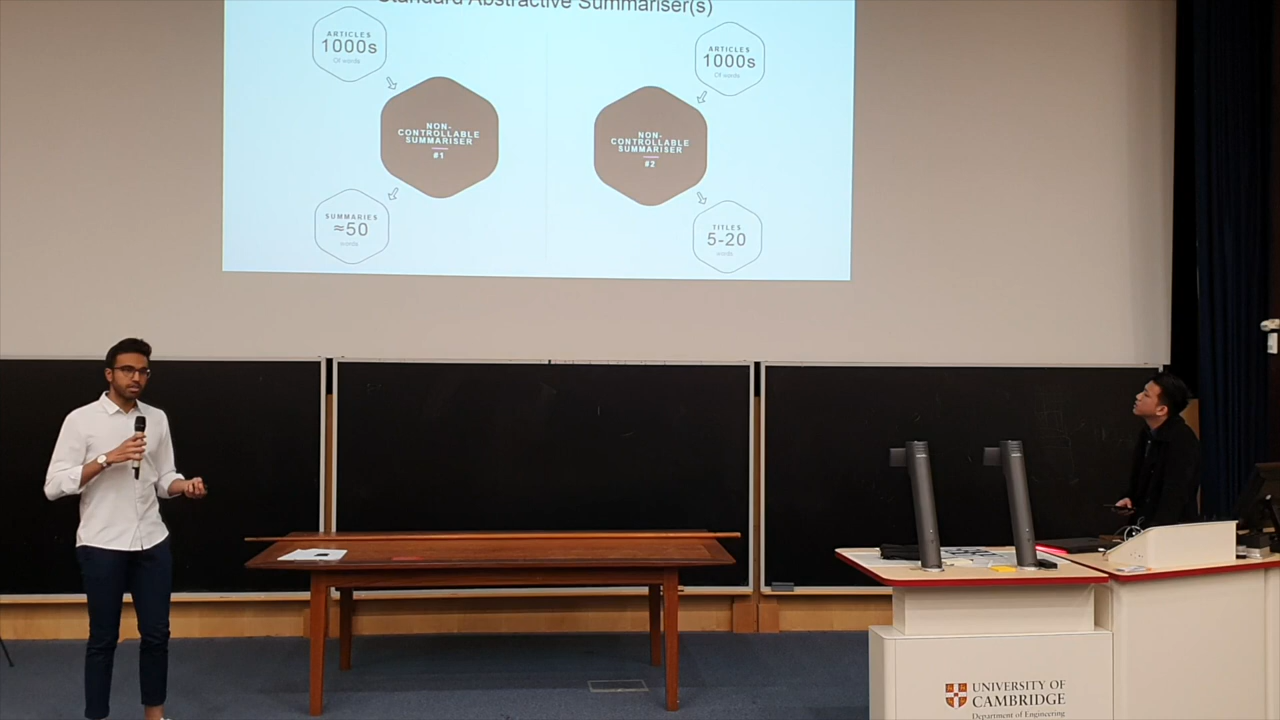 Standard Abstractive Summariser(s)
ARTICLES
1000s
Of words
NON-
CONTROLLABLE
SUMMARISER
#1
SUMMARIES
≈50
words
ARTICLES
1000s
Of words
NON-
CONTROLLABLE
SUMMARISER
#2
TITLES
5-20
words
UNIVERSITY OF
CAMBRIDGE
Department of Engineering